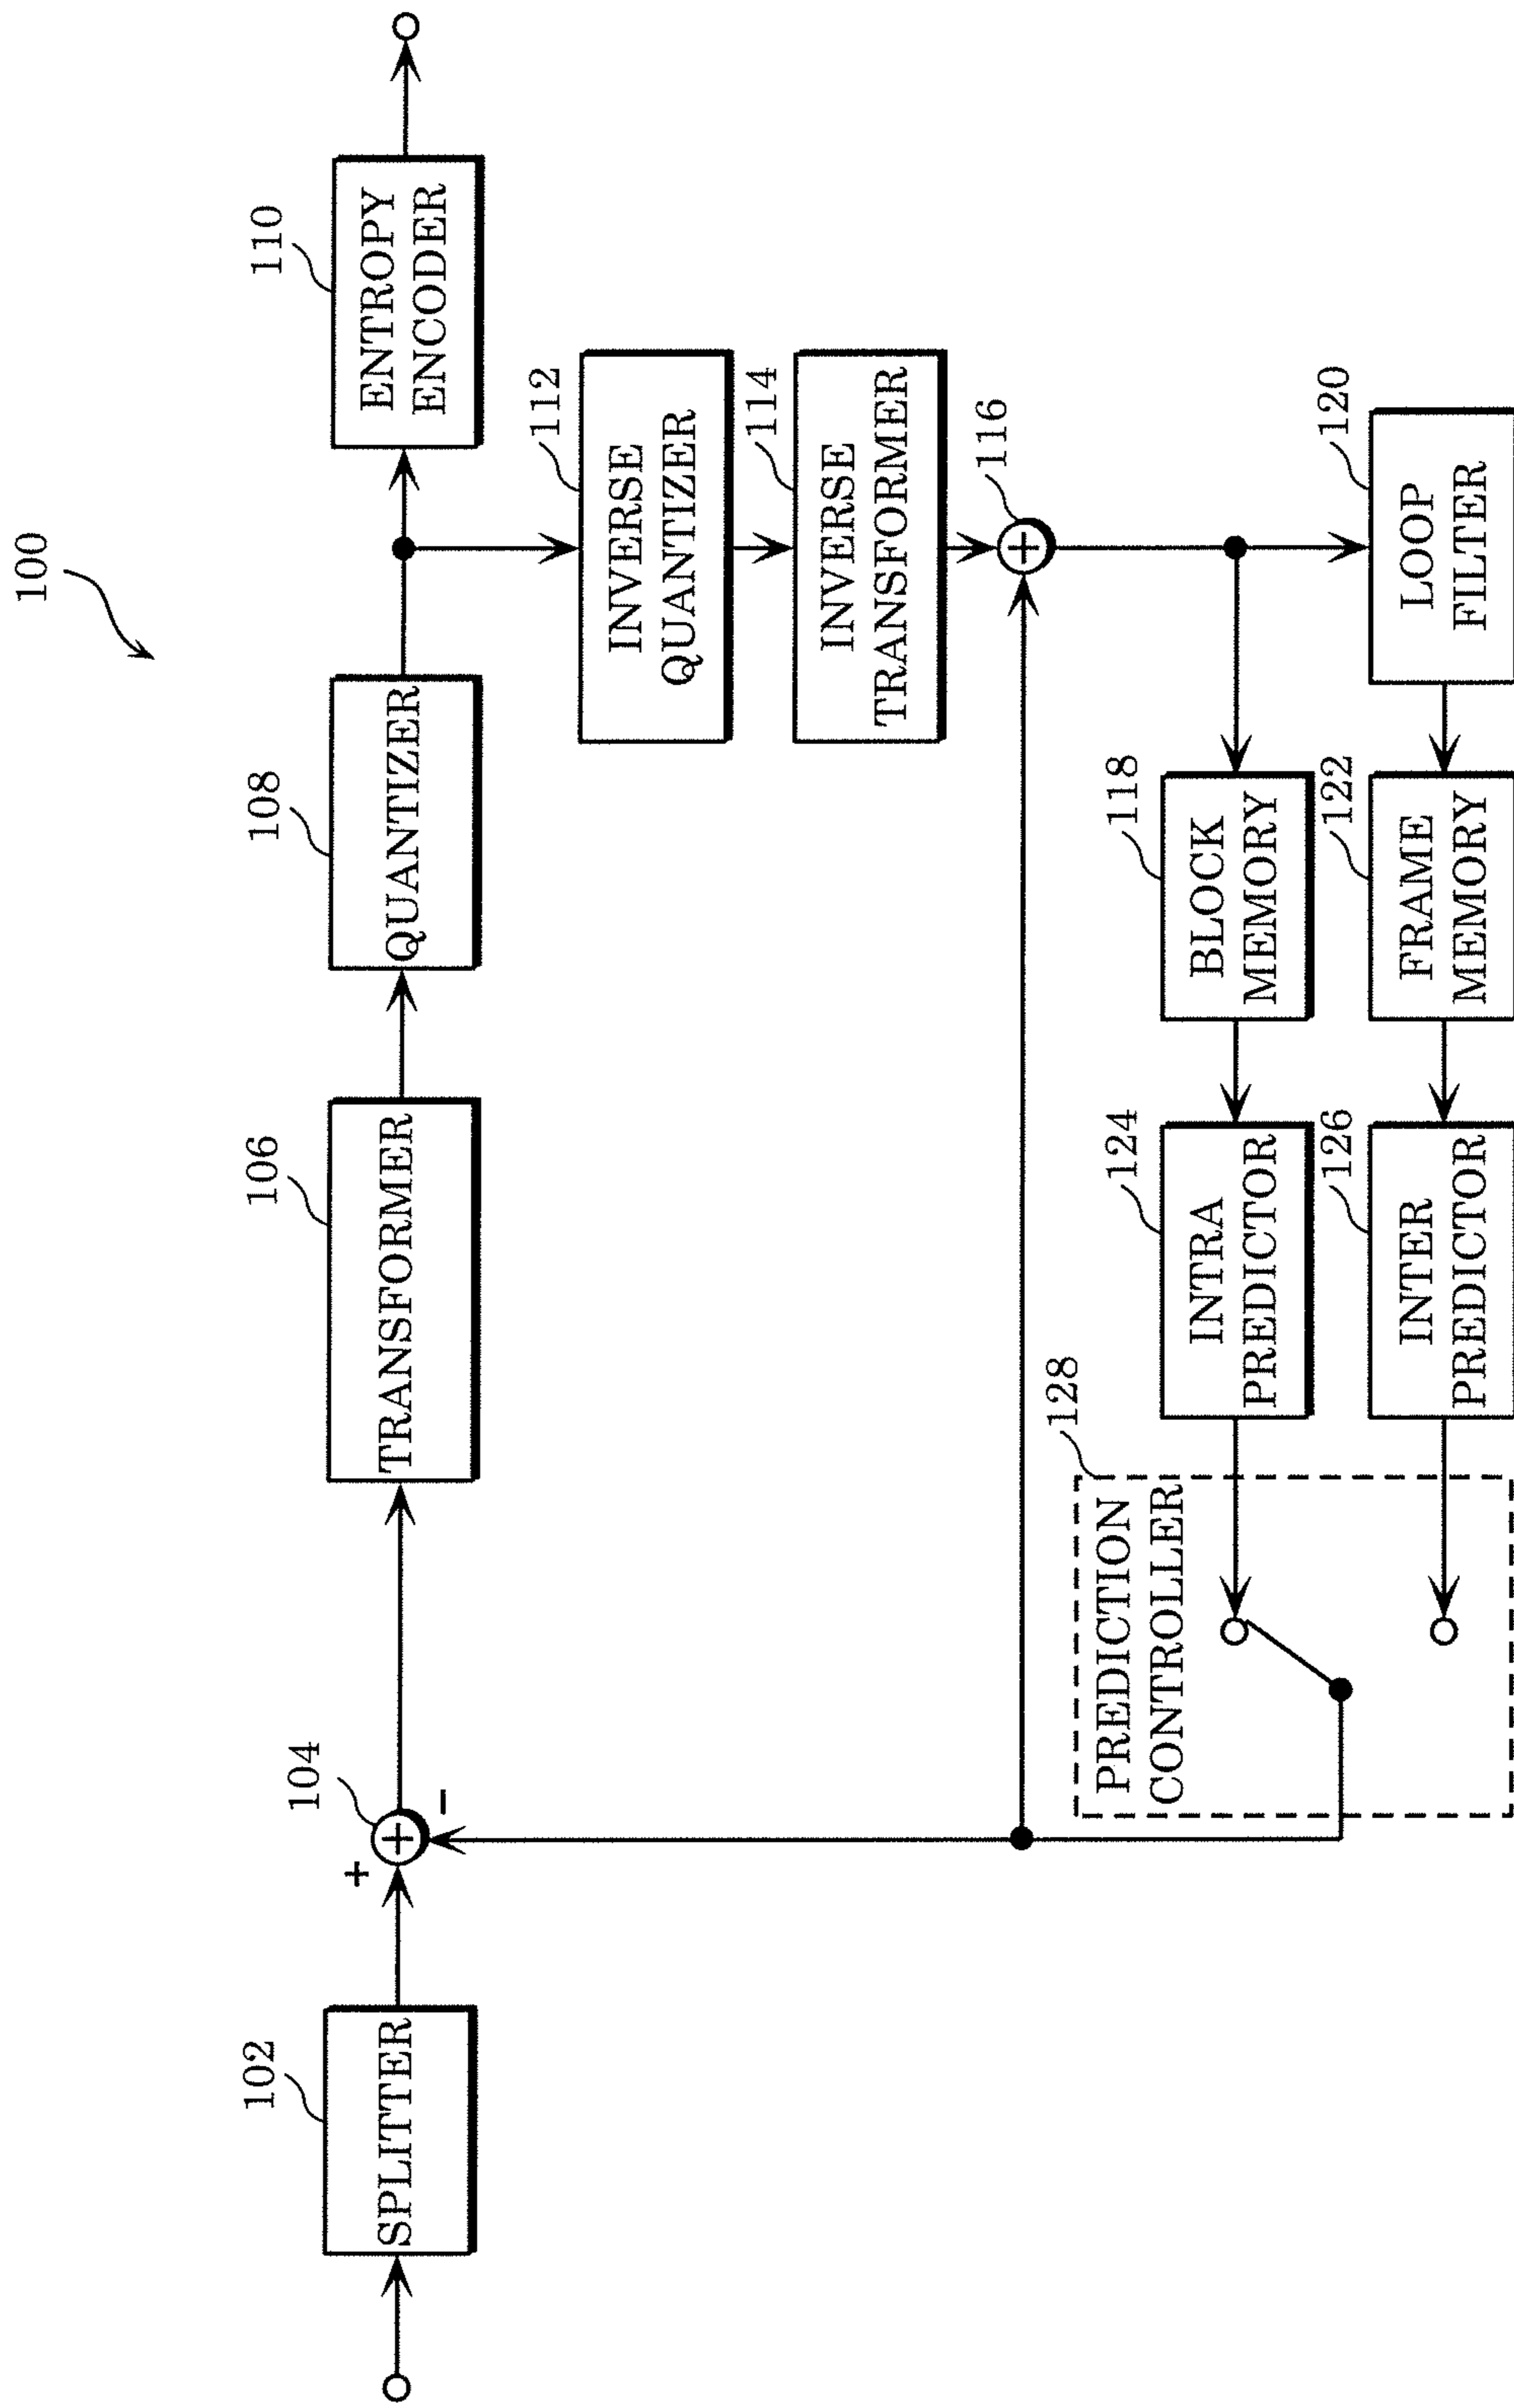 100
102
SPLITTER
104
+
−
106
TRANSFORMER
108
QUANTIZER
110
ENTROPY
ENCODER
112
INVERSE
QUANTIZER
114
INVERSE
TRANSFORMER
116
+
+
128
PREDICTION
CONTROLLER
124
INTRA
PREDICTOR
118
BLOCK
MEMORY
120
LOOP
FILTER
126
INTER
PREDICTOR
122
FRAME
MEMORY